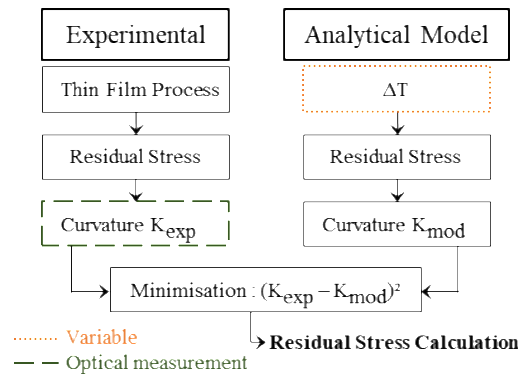 Experimental
Analytical Model
Thin Film Process
ΔT
Residual Stress
Residual Stress
Curvature K_exp
Curvature K_mod
Minimisation : (K_exp – K_mod)²
Variable
Residual Stress Calculation
Optical measurement